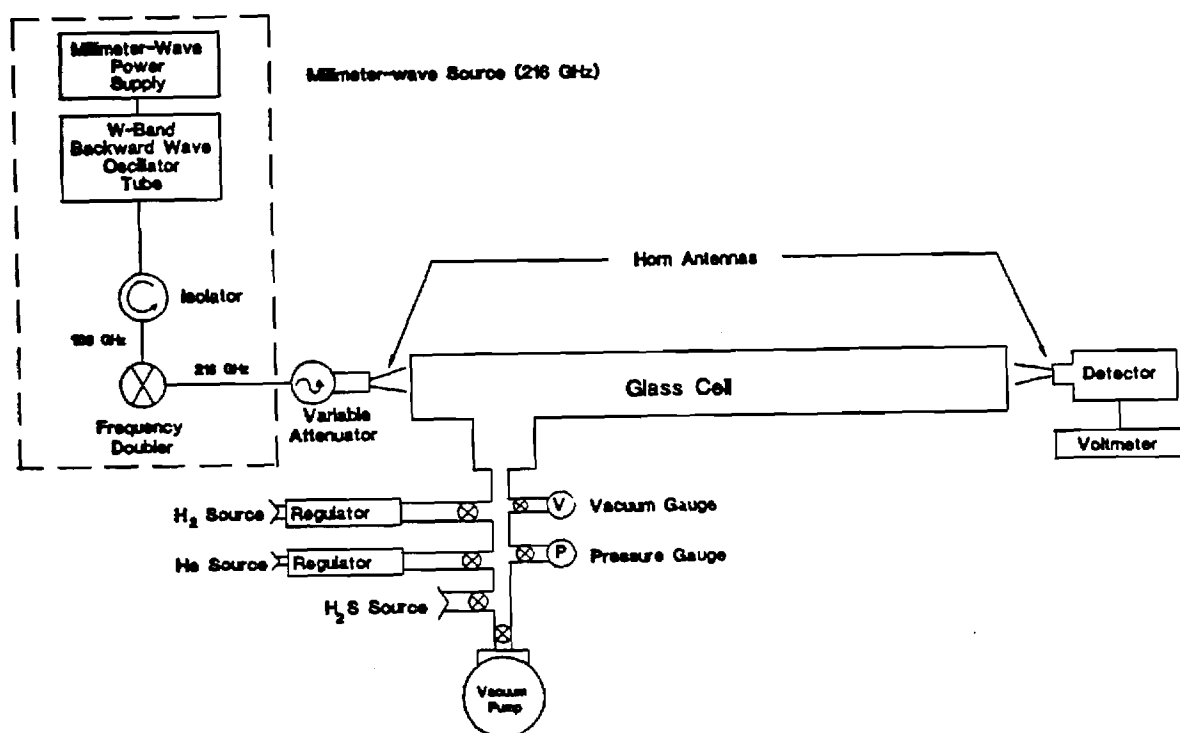 Millimeter-Wave
Power
Supply
Millimeter-wave Source (216 GHz)
W-Band
Backward Wave
Oscillator
Tube
Horn Antennas
Isolator
GHz
216 GHz
Frequency
Doubler
Variable
Attenuator
Glass Cell
Detector
Voltmeter
H2 Source
Regulator
V
Vacuum Gauge
He Source
Regulator
P
Pressure Gauge
H2S Source
Vacuum
Pump